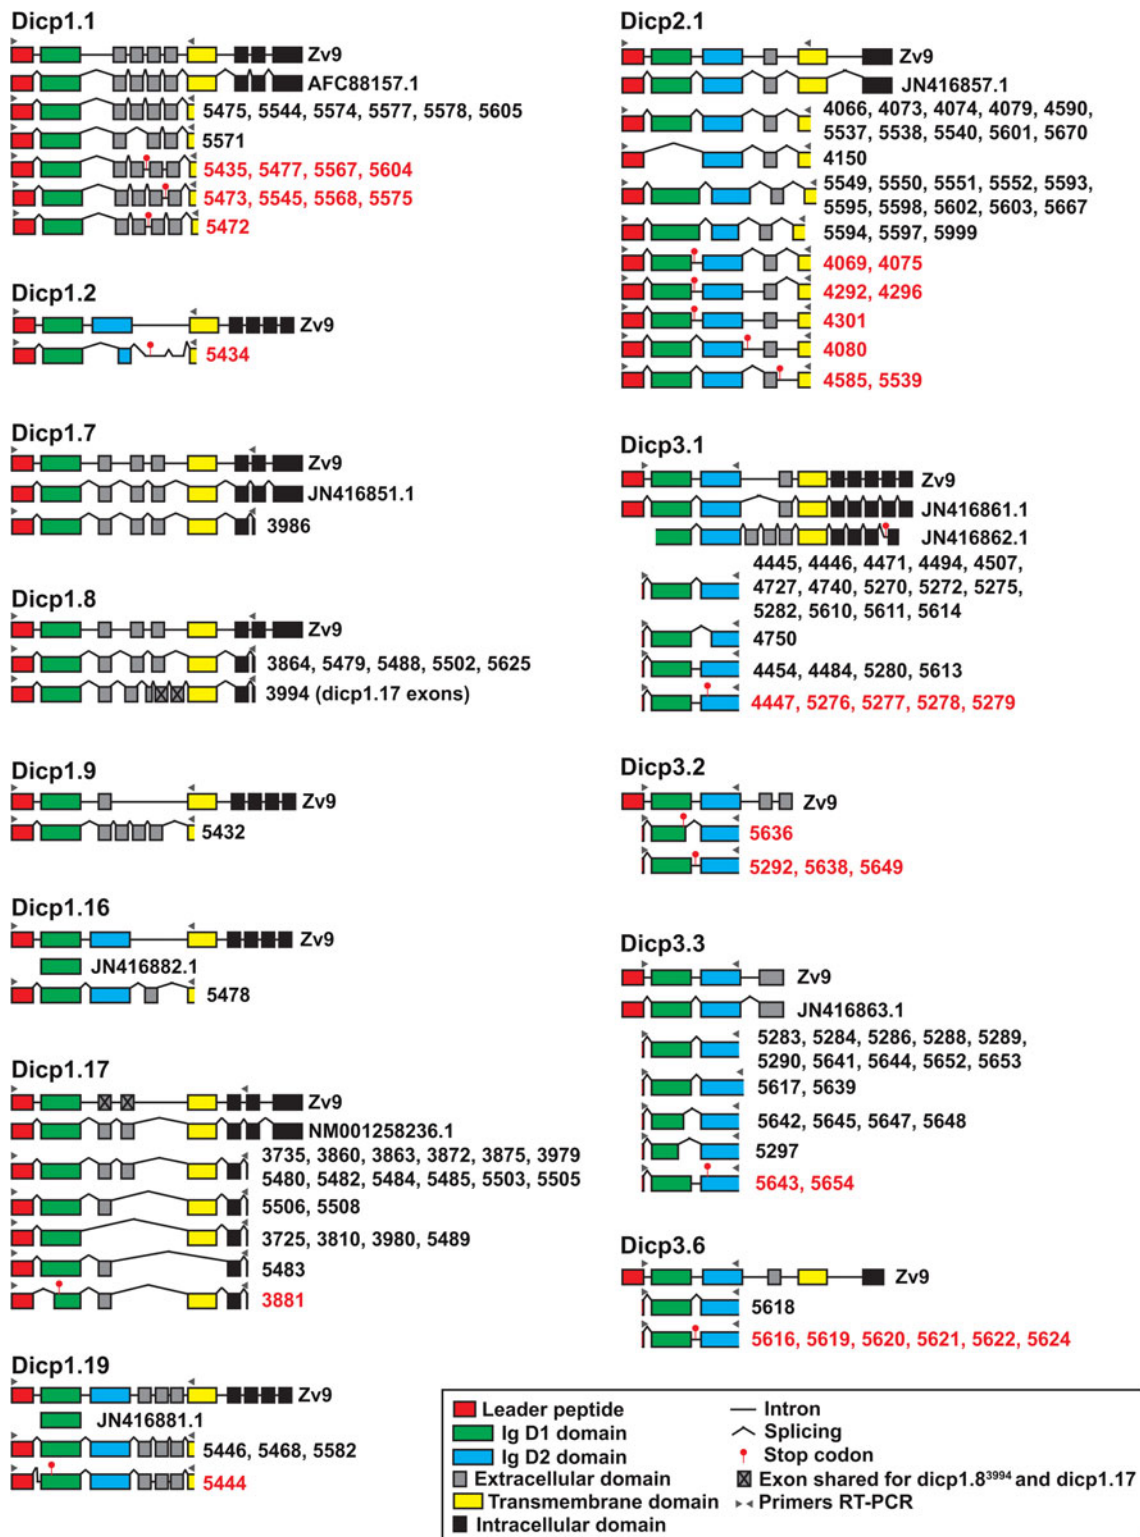 Dicp1.1
Zv9
AFC88157.1
5475, 5544, 5574, 5577, 5578, 5605
5571
5435, 5477, 5567, 5604
5473, 5545, 5568, 5575
5472
Dicp1.2
Zv9
5434
Dicp1.7
Zv9
JN416851.1
3986
Dicp1.8
Zv9
3864, 5479, 5488, 5502, 5625
3994 (dicp1.17 exons)
Dicp1.9
Zv9
5432
Dicp1.16
Zv9
JN416882.1
5478
Dicp1.17
Zv9
NM001258236.1
3735, 3860, 3863, 3872, 3875, 3979
5480, 5482, 5484, 5485, 5503, 5505
5506, 5508
3725, 3810, 3980, 5489
5483
3881
Dicp1.19
Zv9
JN416881.1
5446, 5468, 5582
5444
Dicp2.1
Zv9
JN416857.1
4066, 4073, 4074, 4079, 4590,
5537, 5538, 5540, 5601, 5670
4150
5549, 5550, 5551, 5552, 5593,
5595, 5598, 5602, 5603, 5667
5594, 5597, 5999
4069, 4075
4292, 4296
4301
4080
4585, 5539
Dicp3.1
Zv9
JN416861.1
JN416862.1
4445, 4446, 4471, 4494, 4507,
4727, 4740, 5270, 5272, 5275,
5282, 5610, 5611, 5614
4750
4454, 4484, 5280, 5613
4447, 5276, 5277, 5278, 5279
Dicp3.2
Zv9
5636
5292, 5638, 5649
Dicp3.3
Zv9
JN416863.1
5283, 5284, 5286, 5288, 5289,
5290, 5641, 5644, 5652, 5653
5617, 5639
5642, 5645, 5647, 5648
5297
5643, 5654
Dicp3.6
Zv9
5618
5616, 5619, 5620, 5621, 5622, 5624
Leader peptide
Ig D1 domain
Ig D2 domain
Extracellular domain
Transmembrane domain
Intracellular domain
Intron
Splicing
Stop codon
Exon shared for dicp1.8³⁹⁹⁴ and dicp1.17
Primers RT-PCR